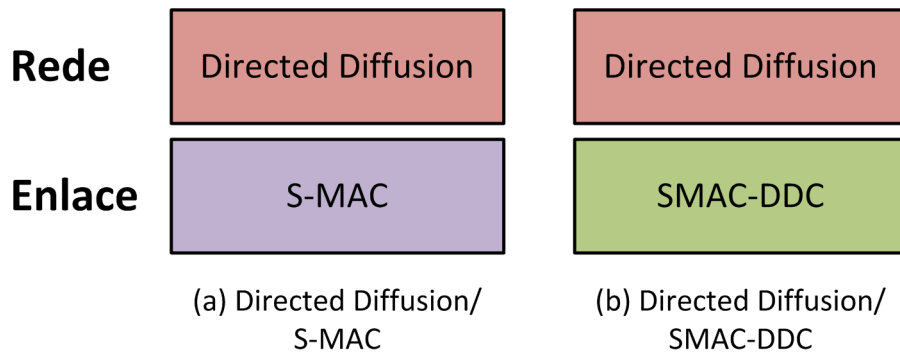 Rede
Directed Diffusion
Directed Diffusion
Enlace
S-MAC
SMAC-DDC
(a) Directed Diffusion/
S-MAC
(b) Directed Diffusion/
SMAC-DDC